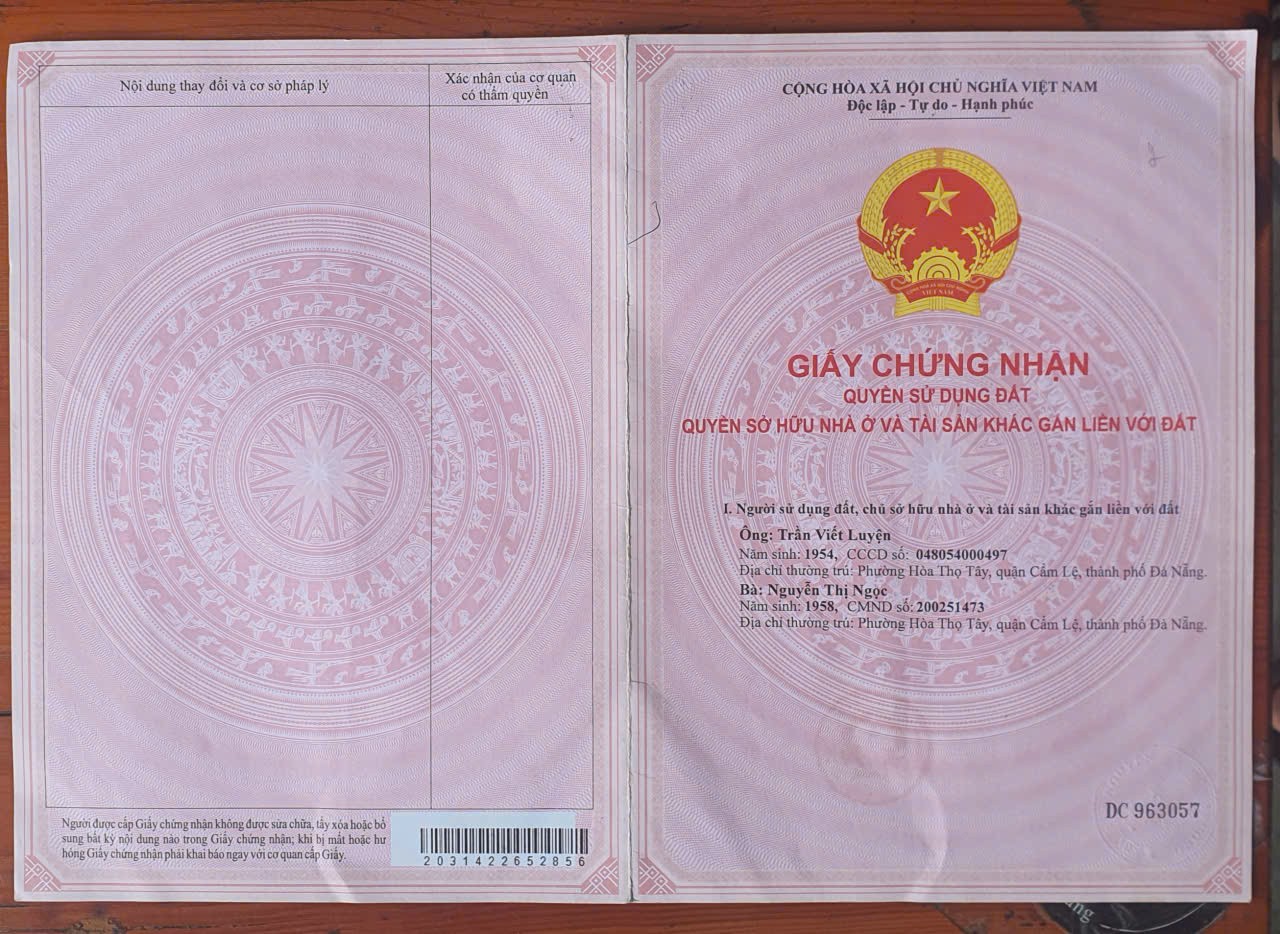 Nội dung thay đổi và cơ sở pháp lý
Xác nhận của cơ quan
có thẩm quyền
Người được cấp Giấy chứng nhận không được sửa chữa, tẩy xóa hoặc bổ
sung bất kỳ nội dung nào trong Giấy chứng nhận; khi bị mất hoặc hư
hỏng Giấy chứng nhận phải khai báo ngay với cơ quan cấp Giấy.
2031422652856
CỘNG HÒA XÃ HỘI CHỦ NGHĨA VIỆT NAM
Độc lập - Tự do - Hạnh phúc
CỘNG HÒA XÃ HỘI CHỦ NGHĨA
VIỆT NAM
GIẤY CHỨNG NHẬN
QUYỀN SỬ DỤNG ĐẤT
QUYỀN SỞ HỮU NHÀ Ở VÀ TÀI SẢN KHÁC GẮN LIỀN VỚI ĐẤT
I. Người sử dụng đất, chủ sở hữu nhà ở và tài sản khác gắn liền với đất
Ông: Trần Viết Luyện
Năm sinh: 1954, CCCD số: 048054000497
Địa chỉ thường trú: Phường Hòa Thọ Tây, quận Cẩm Lệ, thành phố Đà Nẵng.
Bà: Nguyễn Thị Ngọc
Năm sinh: 1958, CMND số: 200251473
Địa chỉ thường trú: Phường Hòa Thọ Tây, quận Cẩm Lệ, thành phố Đà Nẵng.
DC 963057